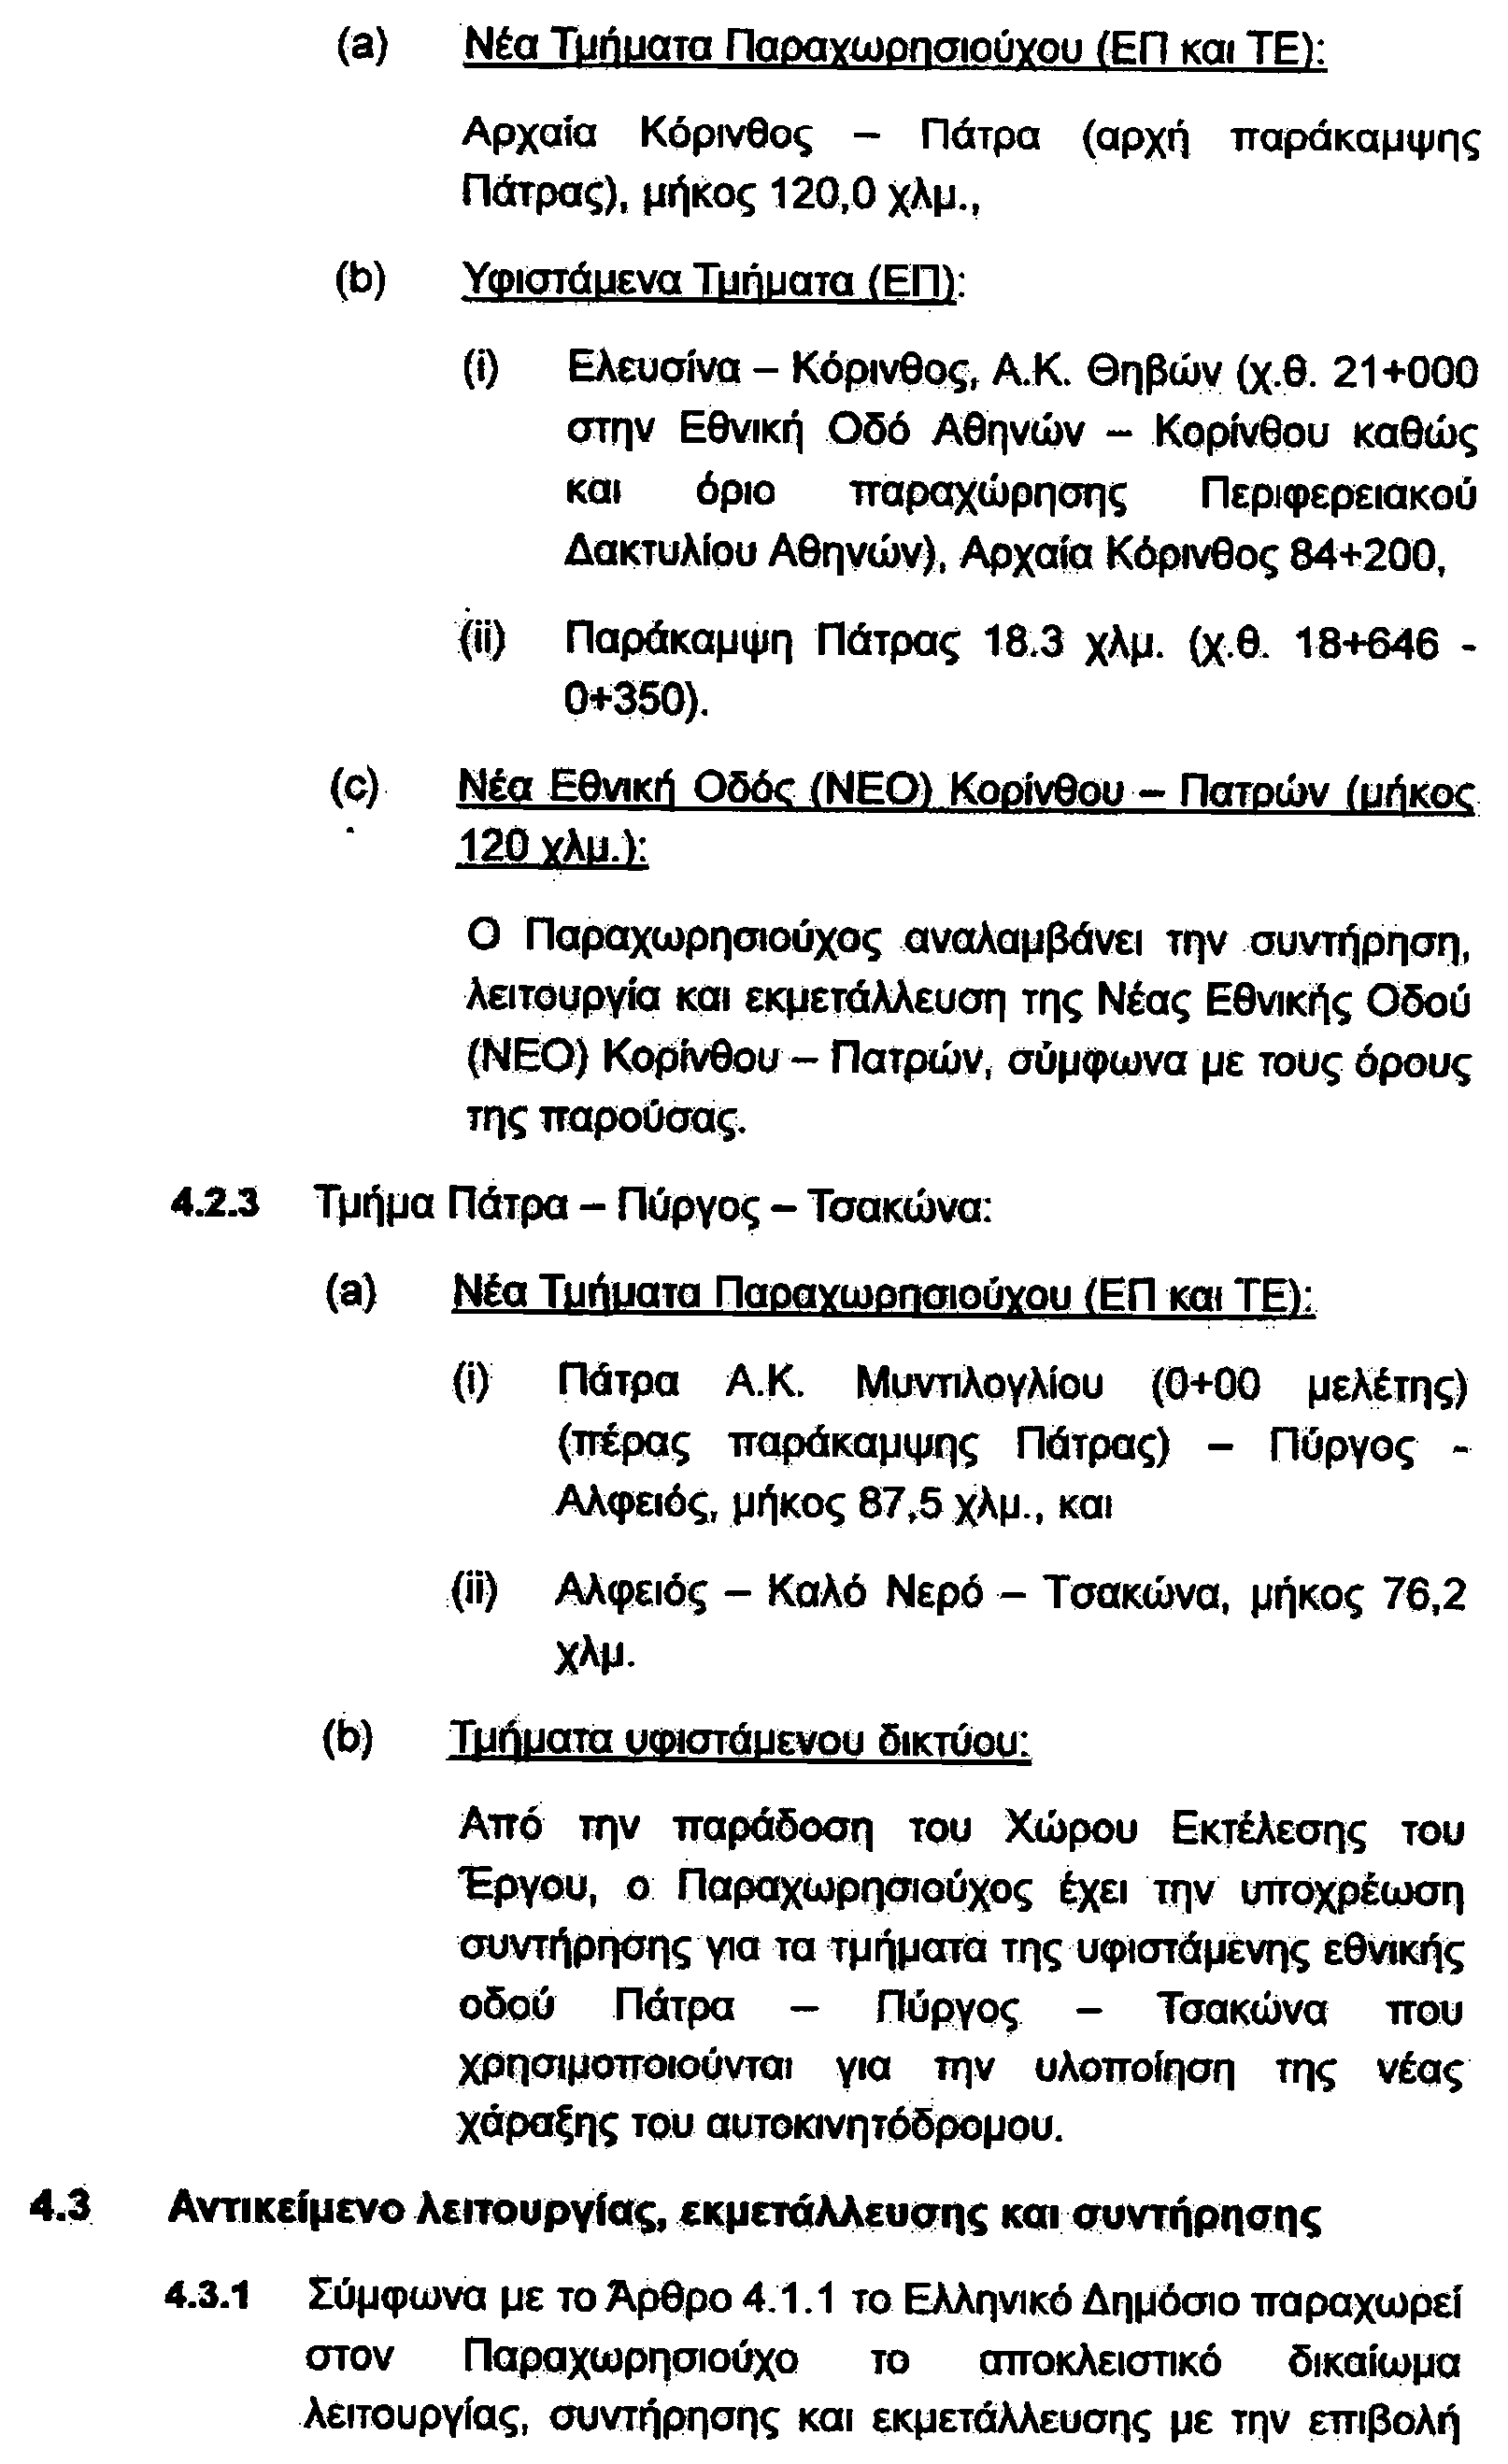 (a) Νέα Τμήματα Παραχωρησιούχου (ΕΠ και ΤΕ):
Αρχαία Κόρινθος – Πάτρα (αρχή παράκαμψης
Πάτρας), μήκος 120,0 χλμ.,
(b) Υφιστάμενα Τμήματα (ΕΠ):
(i) Ελευσίνα – Κόρινθος, Α.Κ. Θηβών (χ.θ. 21+000
στην Εθνική Οδό Αθηνών – Κορίνθου καθώς
και όριο παραχώρησης Περιφερειακού
Δακτυλίου Αθηνών), Αρχαία Κόρινθος 84+200,
(ii) Παράκαμψη Πάτρας 18.3 χλμ. (χ.θ. 18+646 -
0+350).
(c) Νέα Εθνική Οδός (ΝΕΟ) Κορίνθου – Πατρών (μήκος
120 χλμ.):
Ο Παραχωρησιούχος αναλαμβάνει την συντήρηση,
λειτουργία και εκμετάλλευση της Νέας Εθνικής Οδού
(ΝΕΟ) Κορίνθου – Πατρών, σύμφωνα με τους όρους
της παρούσας.
4.2.3 Τμήμα Πάτρα – Πύργος – Τσακώνα:
(a) Νέα Τμήματα Παραχωρησιούχου (ΕΠ και ΤΕ):
(i) Πάτρα Α.Κ. Μυντιλογλίου (0+00 μελέτης)
(πέρας παράκαμψης Πάτρας) – Πύργος -
Αλφειός, μήκος 87,5 χλμ., και
(ii) Αλφειός – Καλό Νερό – Τσακώνα, μήκος 76,2
χλμ.
(b) Τμήματα υφιστάμενου δικτύου:
Από την παράδοση του Χώρου Εκτέλεσης του
Έργου, ο Παραχωρησιούχος έχει την υποχρέωση
συντήρησης για τα τμήματα της υφιστάμενης εθνικής
οδού Πάτρα – Πύργος – Τσακώνα που
χρησιμοποιούνται για την υλοποίηση της νέας
χάραξης του αυτοκινητόδρομου.
4.3 Αντικείμενο λειτουργίας, εκμετάλλευσης και συντήρησης
4.3.1 Σύμφωνα με το Άρθρο 4.1.1 το Ελληνικό Δημόσιο παραχωρεί
στον Παραχωρησιούχο το αποκλειστικό δικαίωμα
λειτουργίας, συντήρησης και εκμετάλλευσης με την επιβολή